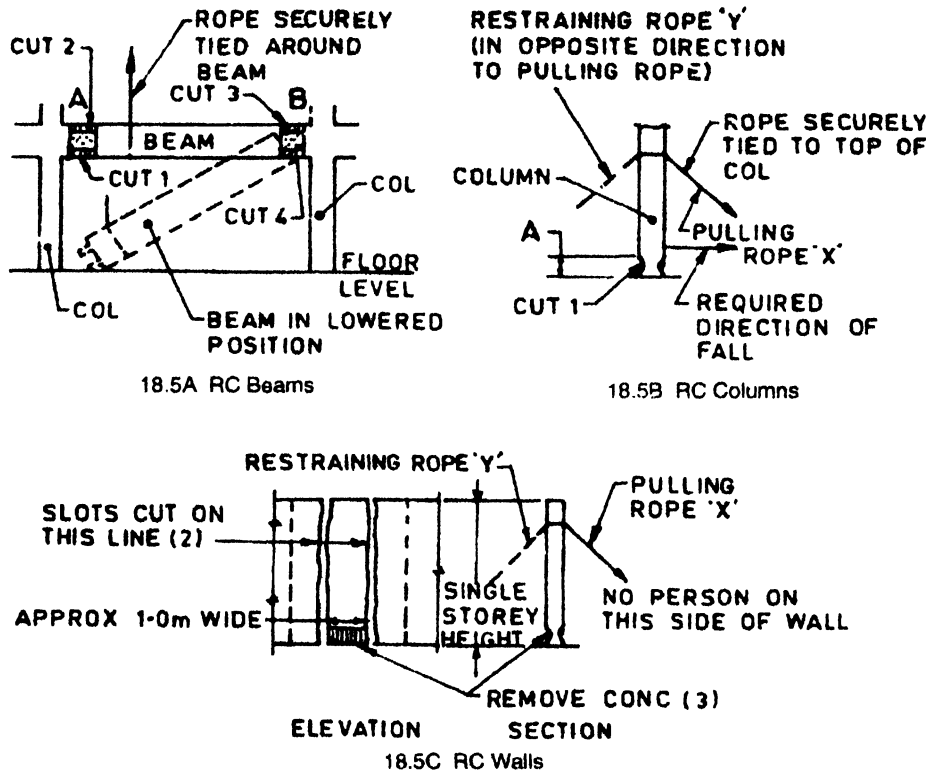 ROPE SECURELY
TIED AROUND
BEAM
CUT 2
CUT 3
A
B
BEAM
CUT 1
CUT 4
COL
FLOOR
LEVEL
COL
BEAM IN LOWERED
POSITION
18.5A RC Beams
RESTRAINING ROPE 'Y'
(IN OPPOSITE DIRECTION
TO PULLING ROPE)
ROPE SECURELY
TIED TO TOP OF
COL
COLUMN
A
PULLING
ROPE 'X'
CUT 1
REQUIRED
DIRECTION OF
FALL
18.5B RC Columns
RESTRAINING ROPE 'Y'
PULLING
ROPE 'X'
SLOTS CUT ON
THIS LINE (2)
APPROX 1·0m WIDE
SINGLE
STOREY
HEIGHT
NO PERSON ON
THIS SIDE OF WALL
REMOVE CONC (3)
ELEVATION
SECTION
18.5C RC Walls